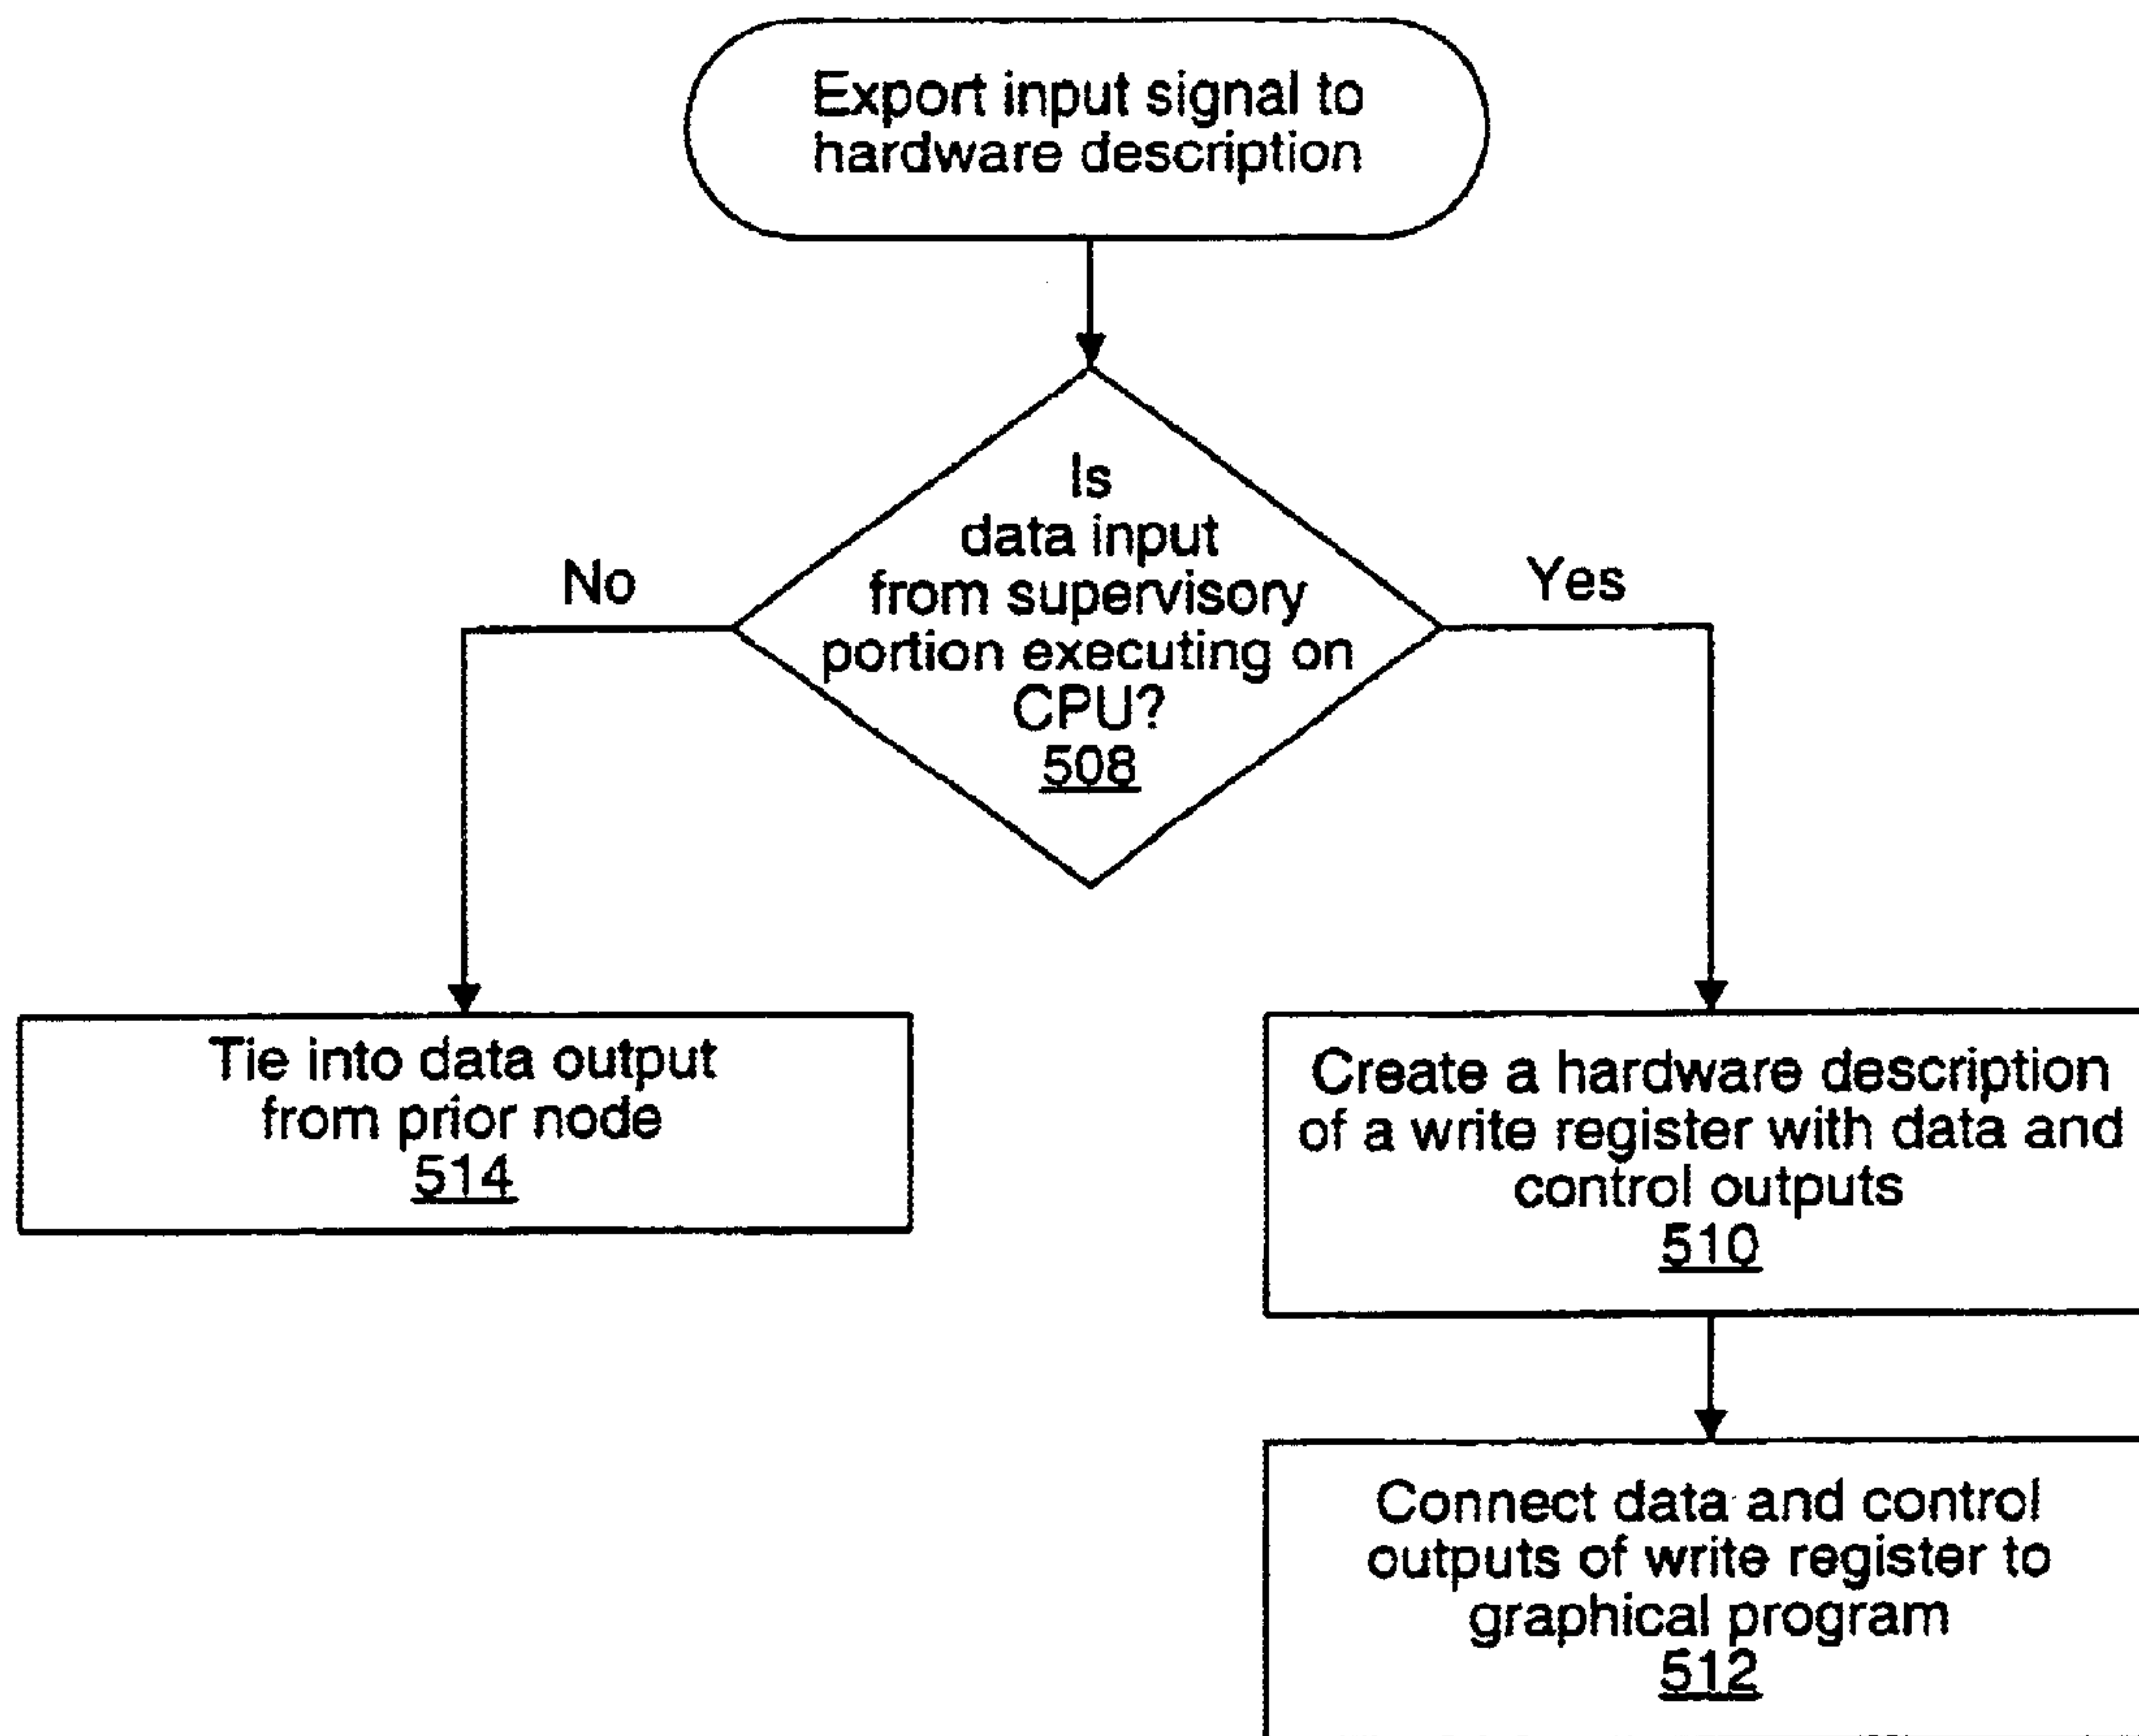 Export input signal to
hardware description
Is
data input
from supervisory
portion executing on
CPU?
508
No
Yes
Tie into data output
from prior node
514
Create a hardware description
of a write register with data and
control outputs
510
Connect data and control
outputs of write register to
graphical program
512